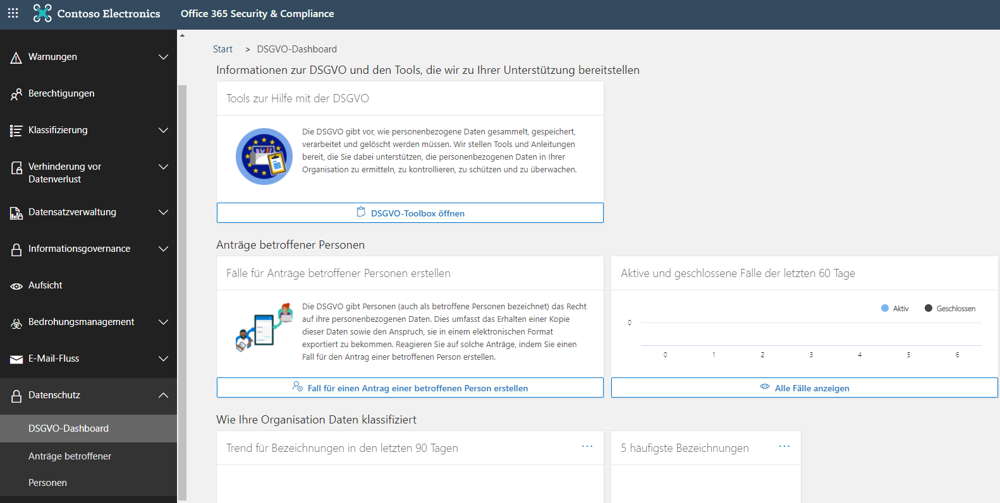 Contoso Electronics
Office 365 Security & Compliance
Warnungen
Berechtigungen
Klassifizierung
Verhinderung vor
Datenverlust
Datensatzverwaltung
Informationsgovernance
Aufsicht
Bedrohungsmanagement
E-Mail-Fluss
Datenschutz
DSGVO-Dashboard
Anträge betroffener
Personen
Start > DSGVO-Dashboard
Informationen zur DSGVO und den Tools, die wir zu Ihrer Unterstützung bereitstellen
Tools zur Hilfe mit der DSGVO
Die DSGVO gibt vor, wie personenbezogene Daten gesammelt, gespeichert,
verarbeitet und gelöscht werden müssen. Wir stellen Tools und Anleitungen
bereit, die Sie dabei unterstützen, die personenbezogenen Daten in Ihrer
Organisation zu ermitteln, zu kontrollieren, zu schützen und zu überwachen.
DSGVO-Toolbox öffnen
Anträge betroffener Personen
Fälle für Anträge betroffener Personen erstellen
Die DSGVO gibt Personen (auch als betroffene Personen bezeichnet) das Recht
auf ihre personenbezogenen Daten. Dies umfasst das Erhalten einer Kopie
dieser Daten sowie den Anspruch, sie in einem elektronischen Format
exportiert zu bekommen. Reagieren Sie auf solche Anträge, indem Sie einen
Fall für den Antrag einer betroffenen Person erstellen.
Fall für einen Antrag einer betroffenen Person erstellen
Aktive und geschlossene Fälle der letzten 60 Tage
Aktiv Geschlossen
0
0 1 2 3 4 5 6
Alle Fälle anzeigen
Wie Ihre Organisation Daten klassifiziert
Trend für Bezeichnungen in den letzten 90 Tagen ...
5 häufigste Bezeichnungen ...